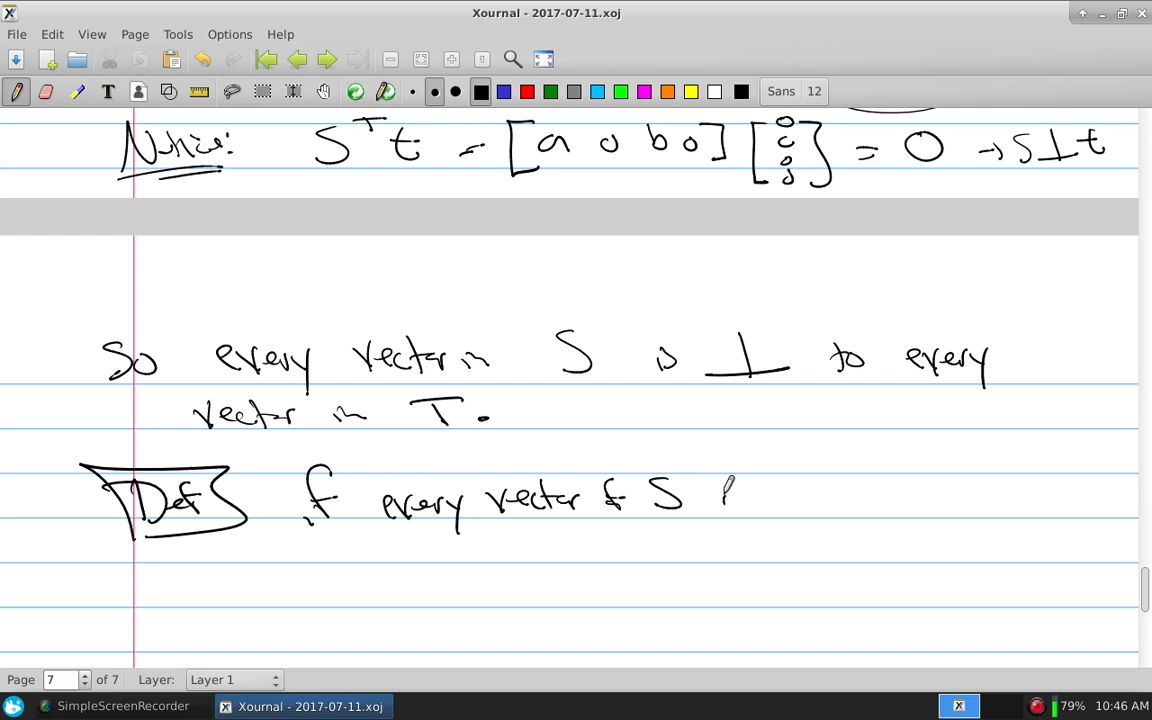 Xournal - 2017-07-11.xoj
File Edit View Page Tools Options Help
Sans 12
Notice: S^T t = [a 0 b 0] [0 c 0 d] = 0 → S ⊥ t
So every vector in S is ⊥ to every
vector in T.
Def If every vector of S
Page 7 of 7 Layer: Layer 1
SimpleScreenRecorder Xournal - 2017-07-11.xoj 79% 10:46 AM